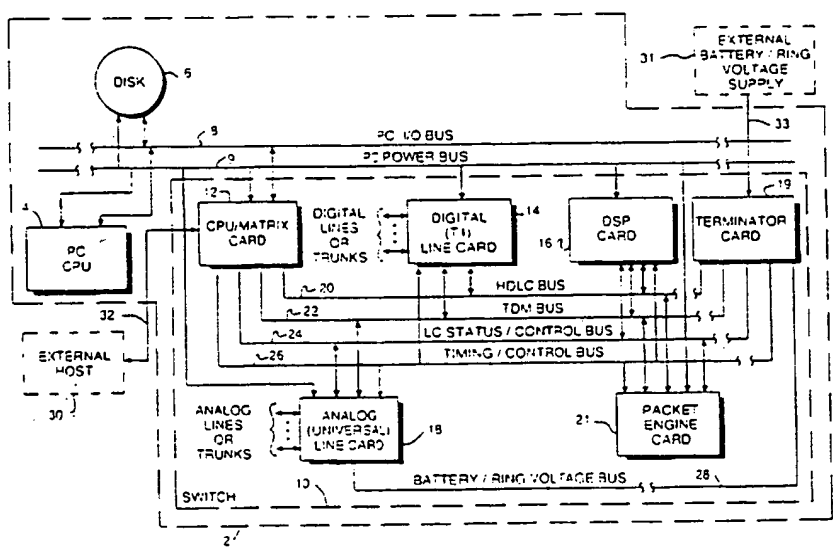 EXTERNAL
BATTERY / RING
VOLTAGE
SUPPLY
31
33
DISK
6
8
PC I/O BUS
9
PC POWER BUS
4
PC
CPU
12
CPU/MATRIX
CARD
DIGITAL
LINES
OR
TRUNKS
DIGITAL
(T1)
LINE CARD
14
16
DSP
CARD
19
TERMINATOR
CARD
20
HDLC BUS
22
TDM BUS
24
LC STATUS / CONTROL BUS
26
TIMING / CONTROL BUS
32
EXTERNAL
HOST
30
ANALOG
LINES
OR
TRUNKS
ANALOG
(UNIVERSAL)
LINE CARD
18
21
PACKET
ENGINE
CARD
BATTERY / RING VOLTAGE BUS
28
SWITCH
10
2